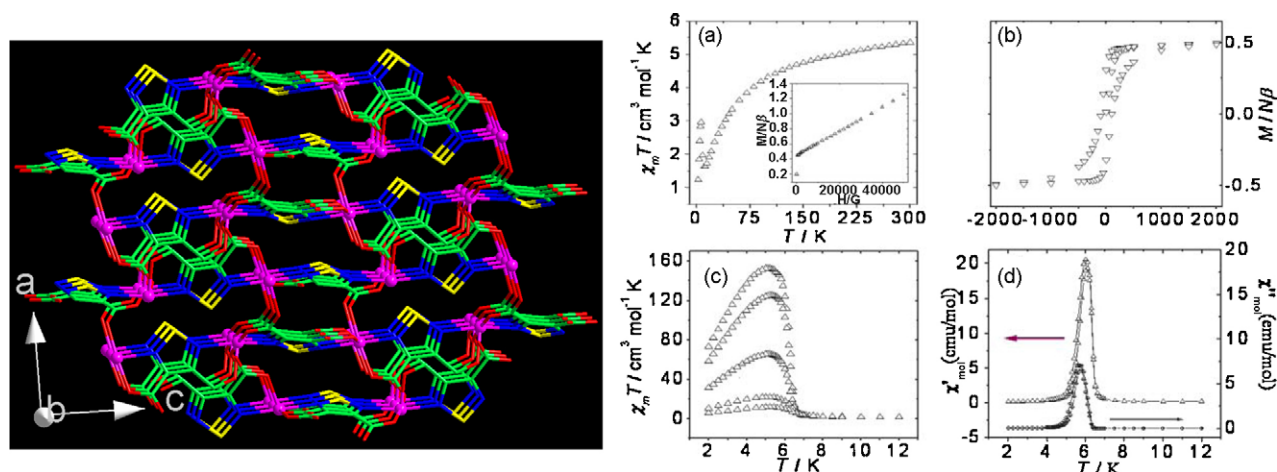 a
b
c
(a)
χₘT / cm³ mol⁻¹ K
6
5
4
3
2
1
0 75 150 225 300
T / K
M/Nβ
1.4
1.2
1.0
0.8
0.6
0.4
0.2
0 20000 40000
H/G
(b)
0.5
0.0
-0.5
M / Nβ
-2000 -1000 0 1000 2000
(c)
χₘT / cm³ mol⁻¹ K
160
120
80
40
0
2 4 6 8 10 12
T / K
(d)
χ'mol(cmu/mol)
20
15
10
5
0
-5
2 4 6 8 10 12
T / K
20
15
10
5
0
χ''mol (emu/mol)